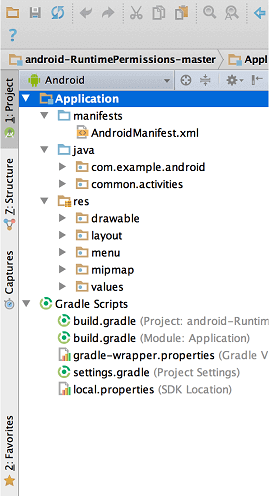 ?
android-RuntimePermissions-master
Appl
Android
1: Project
Z: Structure
Captures
2: Favorites
Application
manifests
AndroidManifest.xml
java
com.example.android
common.activities
res
drawable
layout
menu
mipmap
values
Gradle Scripts
build.gradle (Project: android-Runtim
build.gradle (Module: Application)
gradle-wrapper.properties (Gradle V
settings.gradle (Project Settings)
local.properties (SDK Location)